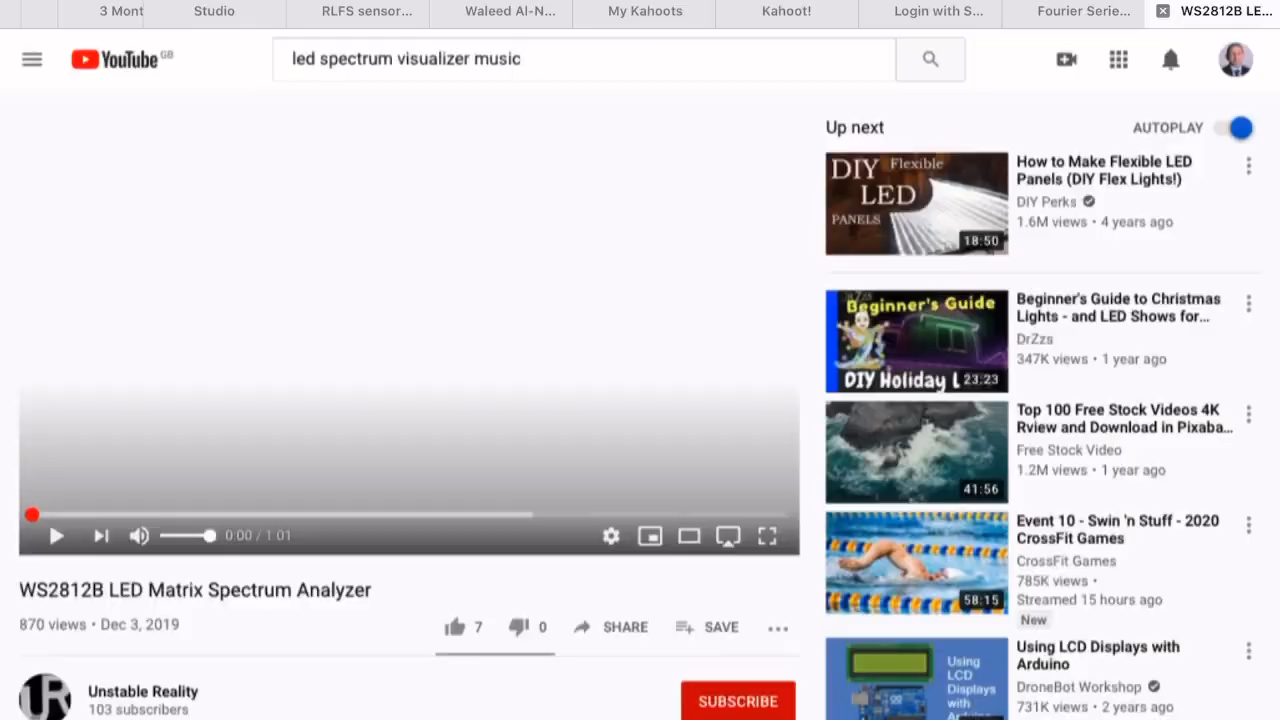 3 Mont
Studio
RLFS sensor...
Waleed Al-N...
My Kahoots
Kahoot!
Login with S...
Fourier Serie...
WS2812B LE...
YouTube GB
led spectrum visualizer music
Up next
AUTOPLAY
DIY Flexible
LED
PANELS
18:50
How to Make Flexible LED
Panels (DIY Flex Lights!)
DIY Perks
1.6M views • 4 years ago
Beginner's Guide
DIY Holiday L
23:23
Beginner's Guide to Christmas
Lights - and LED Shows for...
DrZzs
347K views • 1 year ago
41:56
Top 100 Free Stock Videos 4K
Rview and Download in Pixaba...
Free Stock Video
1.2M views • 1 year ago
58:15
Event 10 - Swin 'n Stuff - 2020
CrossFit Games
CrossFit Games
785K views •
Streamed 15 hours ago
New
Using
LCD
Displays
with
Using LCD Displays with
Arduino
DroneBot Workshop
731K views • 2 years ago
0:00 / 1:01
WS2812B LED Matrix Spectrum Analyzer
870 views • Dec 3, 2019
7
0
SHARE
SAVE
UR
Unstable Reality
103 subscribers
SUBSCRIBE